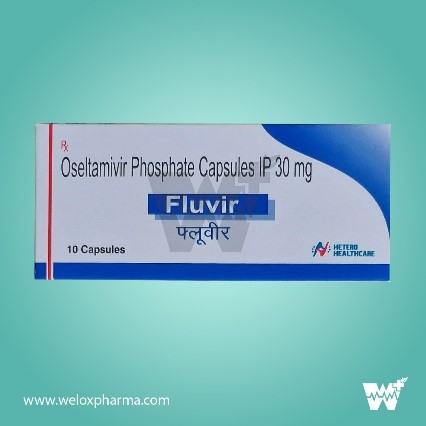 Rx
Oseltamivir Phosphate Capsules IP 30 mg
Fluvir
फ्लूवीर
10 Capsules
HETERO
HEALTHCARE
www.weloxpharma.com